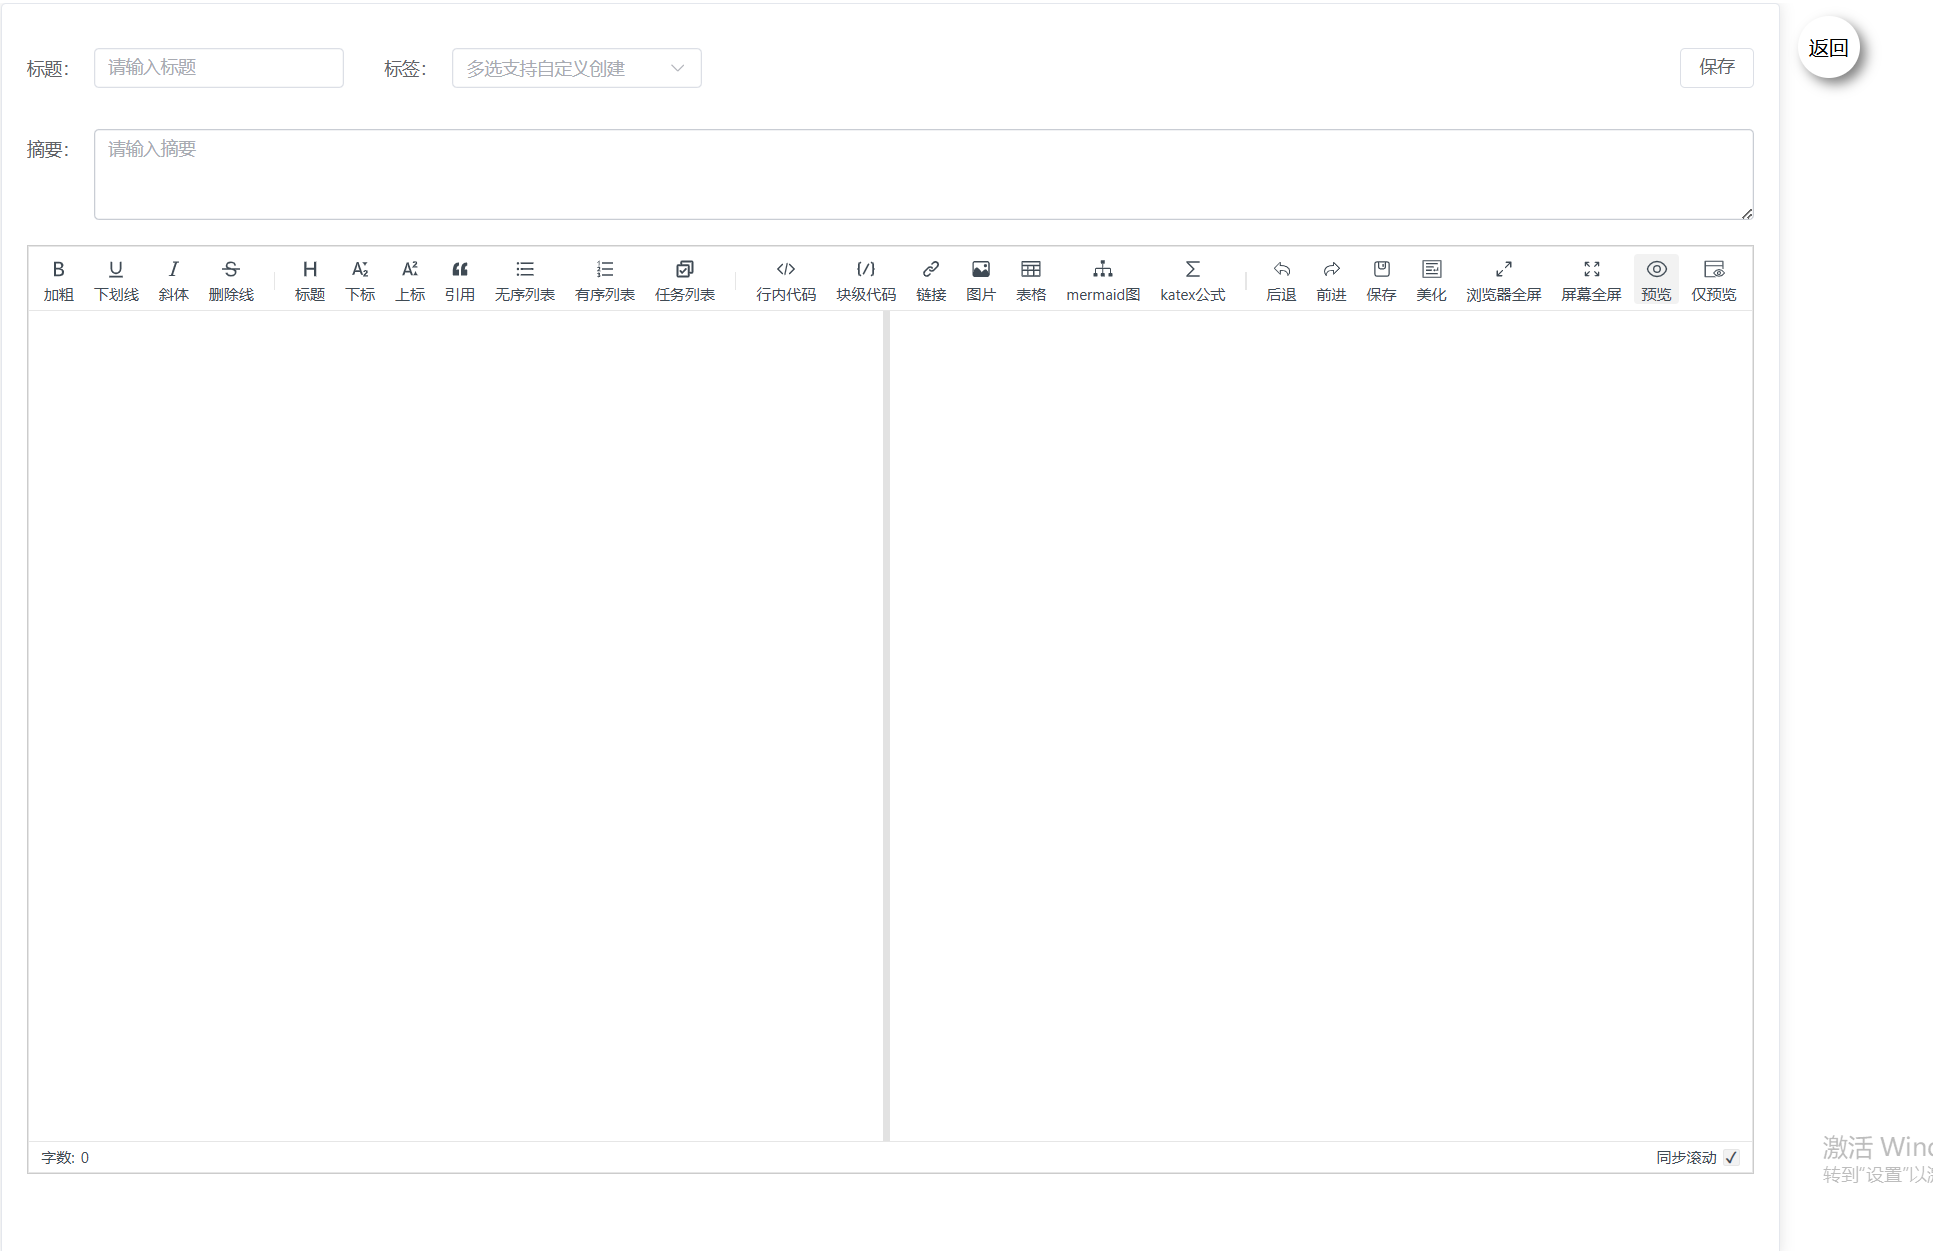 标题： 请输入标题 标签： 多选支持自定义创建 保存 返回
摘要： 请输入摘要
加粗 下划线 斜体 删除线 标题 下标 上标 引用 无序列表 有序列表 任务列表 行内代码 块级代码 链接 图片 表格 mermaid图 katex公式 后退 前进 保存 美化 浏览器全屏 屏幕全屏 预览 仅预览
字数: 0 同步滚动
激活 Wind
转到"设置"以激